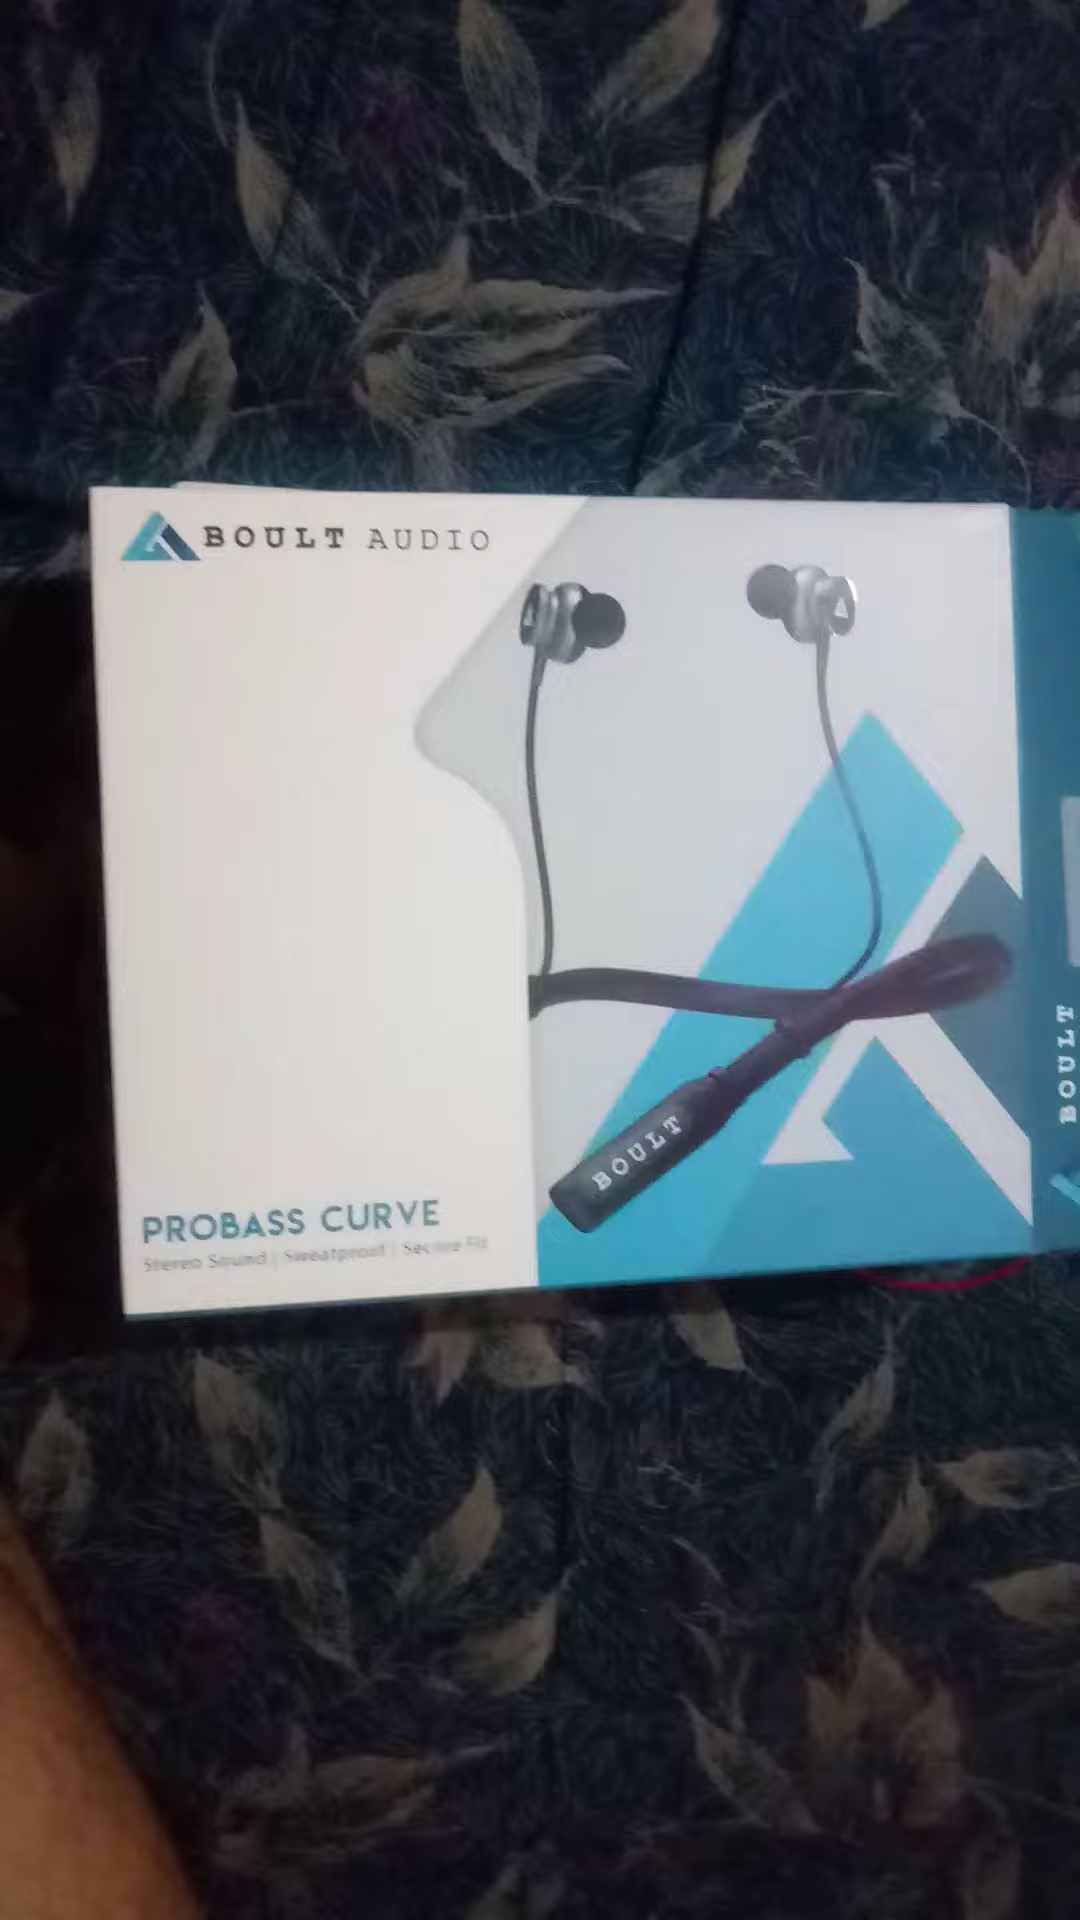 BOULT AUDIO
BOULT
BOULT
PROBASS CURVE
Stereo Sound | Sweatproof | Secure Fit